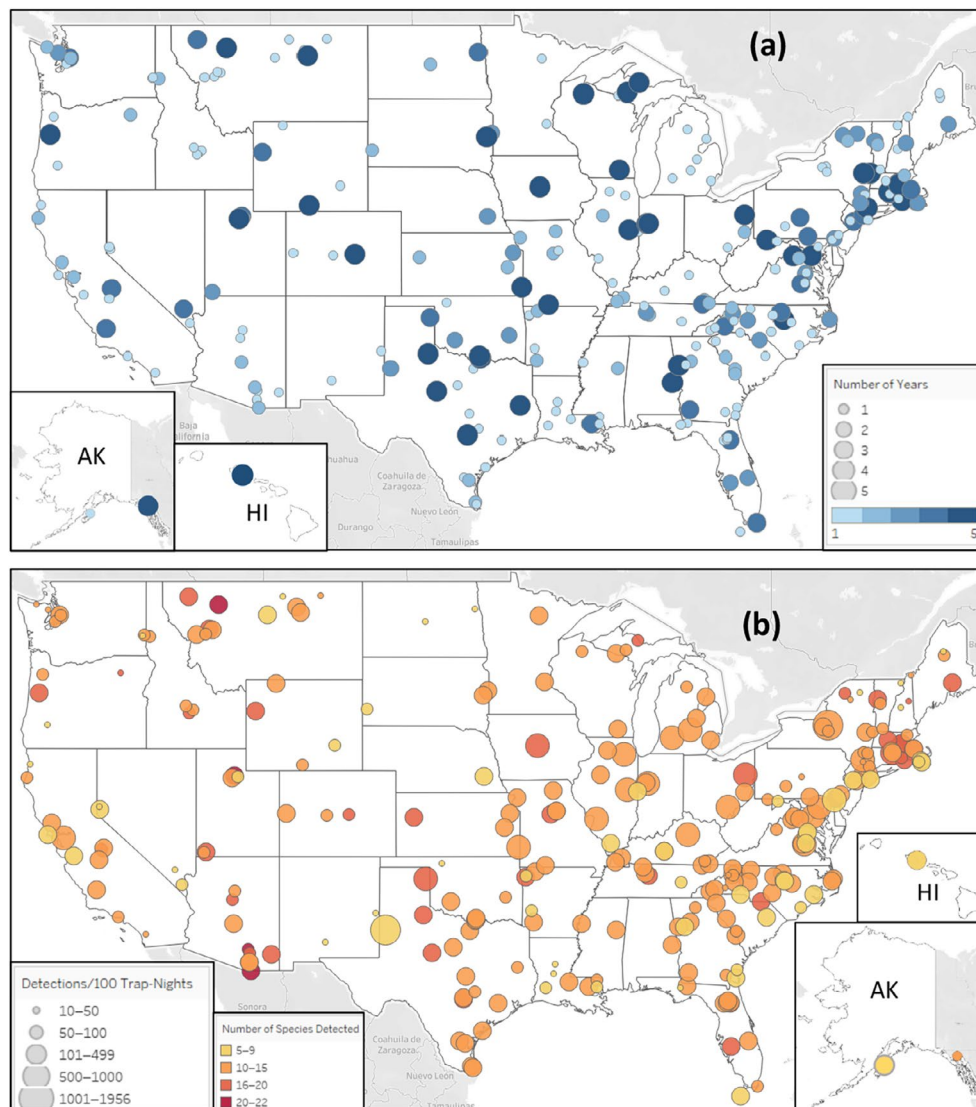 (a)
Baja
California
Chihuahua
Coahuila de
Zaragoza
Nuevo León
Durango
Tamaulipas
AK
HI
Number of Years
1
2
3
4
5
1 5
(b)
HI
AK
Sonora
Coahuila de
Zaragoza
Nuevo León
Detections/100 Trap-Nights
10–50
50–100
101–499
500–1000
1001–1956
Number of Species Detected
5–9
10–15
16–20
20–22